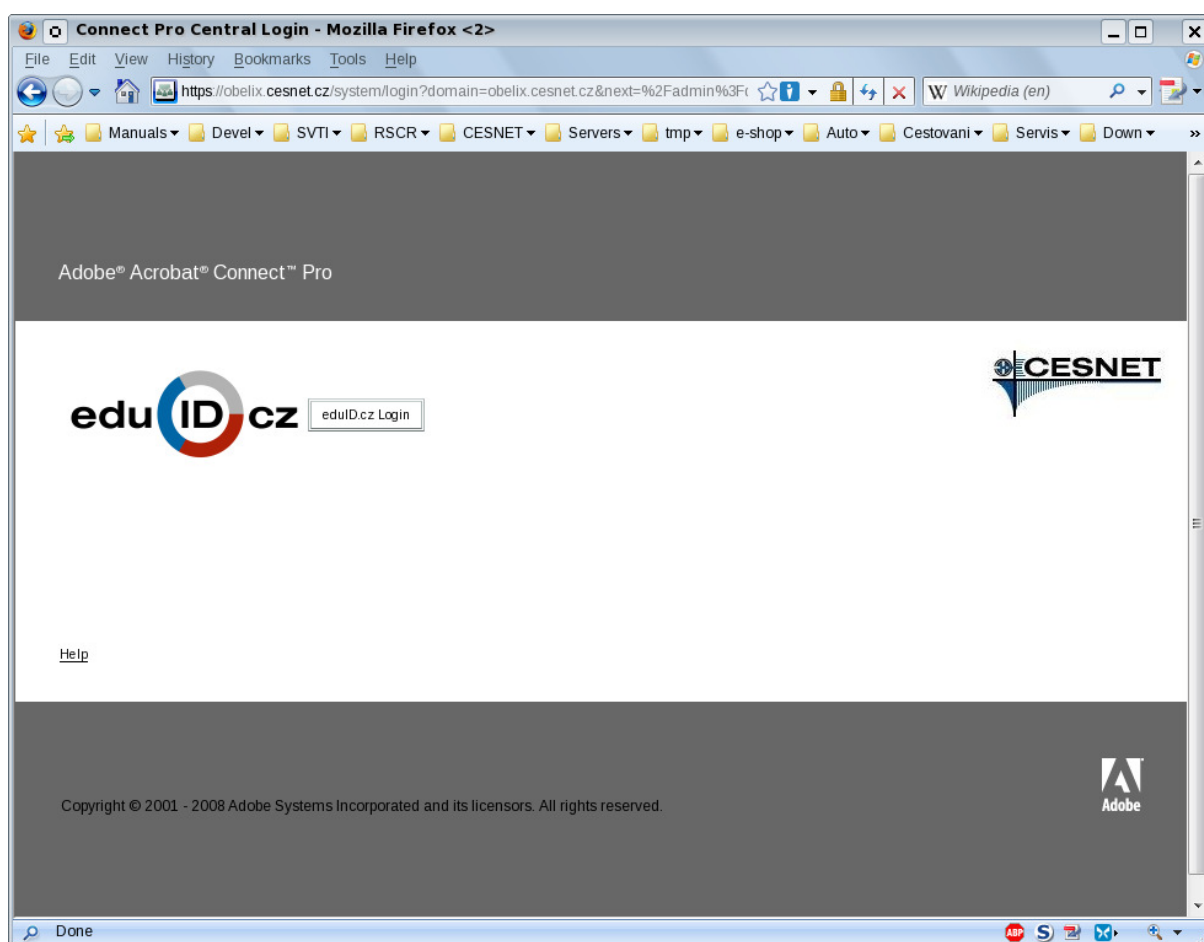 Connect Pro Central Login - Mozilla Firefox <2>
File Edit View History Bookmarks Tools Help
https://obelix.cesnet.cz/system/login?domain=obelix.cesnet.cz&next=%2Fadmin%3F W Wikipedia (en)
Manuals Devel SVTI RSCR CESNET Servers tmp e-shop Auto Cestovani Servis Down »
Adobe® Acrobat® Connect™ Pro
CESNET
eduID.cz eduID.cz Login
Help
Adobe
Copyright © 2001 - 2008 Adobe Systems Incorporated and its licensors. All rights reserved.
Done ABP S